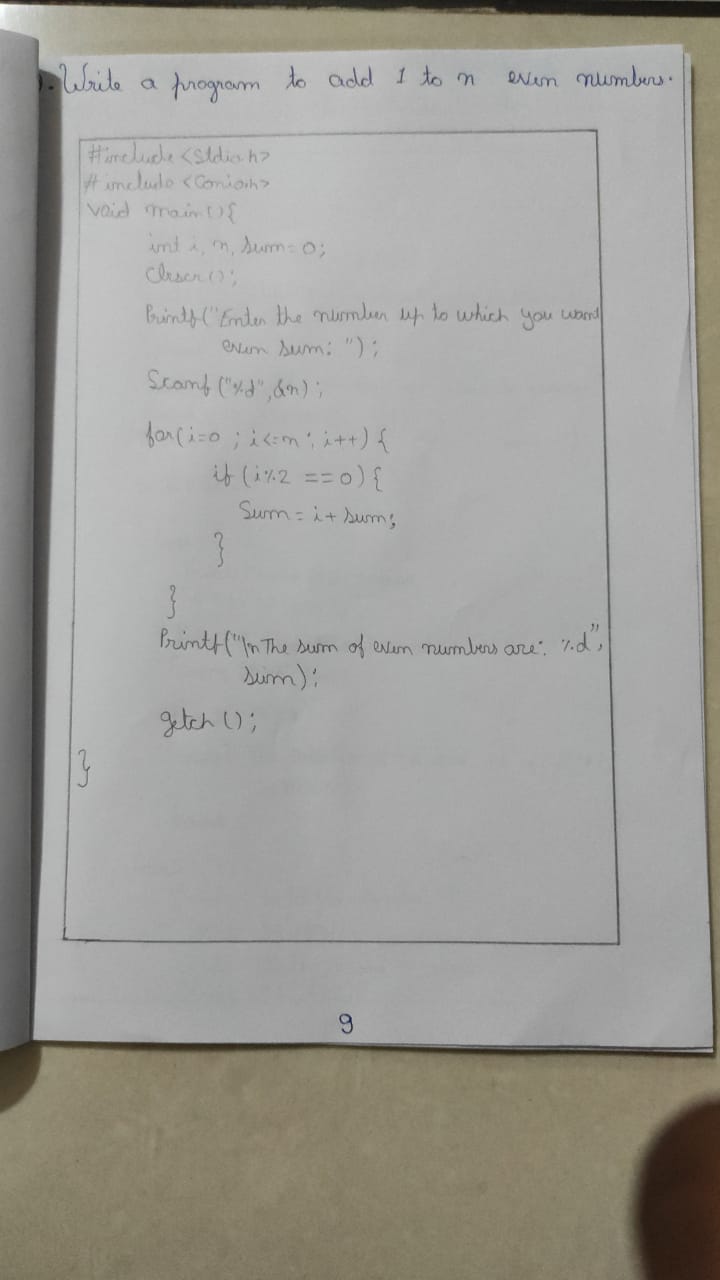 . Write a program to add 1 to n even numbers.
#include <Stdio.h>
#include <Conio.h>
void main(){
int i, n, sum=0;
Clrscr();
Printf("Enter the number up to which you want
even sum: ");
Scanf ("%d", &n);
for(i=0 ; i<=n ; i++) {
if (i%2 == 0) {
Sum = i + sum;
}
}
Printf("\n The sum of even numbers are: %d",
sum);
getch ();
}
9